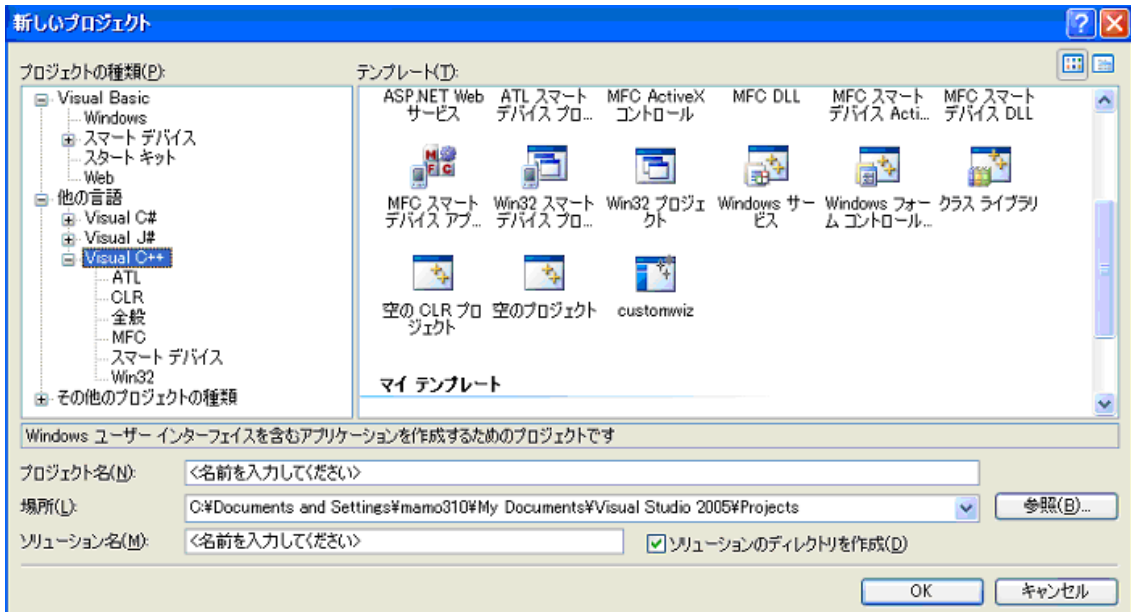 新しいプロジェクト
プロジェクトの種類(P):
Visual Basic
Windows
スマート デバイス
スタート キット
Web
他の言語
Visual C#
Visual J#
Visual C++
ATL
CLR
全般
MFC
スマート デバイス
Win32
その他のプロジェクトの種類
テンプレート(T):
ASP.NET Web ATL スマート MFC ActiveX MFC DLL MFC スマート MFC スマート
サービス デバイス プロ... コントロール デバイス Acti... デバイス DLL
MFC スマート Win32 スマート Win32 プロジェ Windows サー Windows フォー クラス ライブラリ
デバイス アプ... デバイス プロ... クト ビス ム コントロール...
空の CLR プロ 空のプロジェクト customwiz
ジェクト
マイ テンプレート
Windows ユーザー インターフェイスを含むアプリケーションを作成するためのプロジェクトです
プロジェクト名(N): <名前を入力してください>
場所(L): C:¥Documents and Settings¥mamo310¥My Documents¥Visual Studio 2005¥Projects 参照(B)...
ソリューション名(M): <名前を入力してください> ソリューションのディレクトリを作成(D)
OK キャンセル